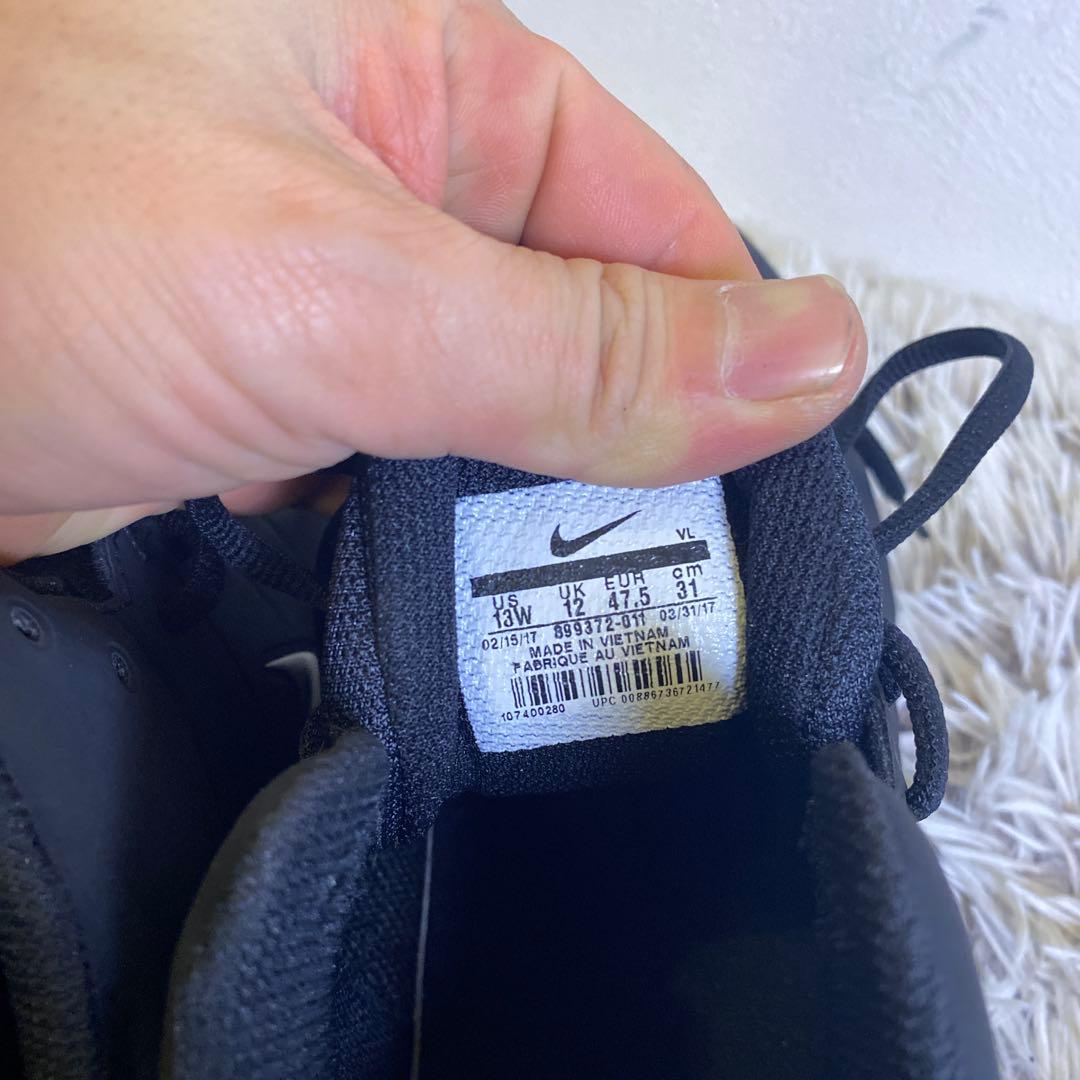 VL
US UK EUR cm
13W 12 47.5 31
02/15/17 899372-011 03/31/17
MADE IN VIETNAM
FABRIQUE AU VIETNAM
107400280 UPC 00886736721477